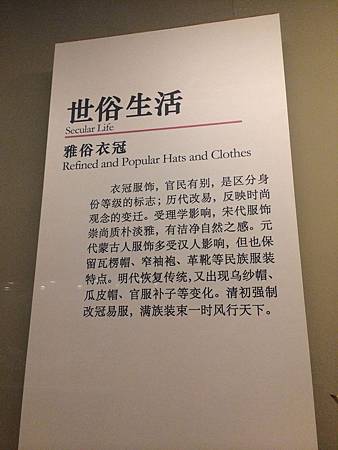 世俗生活
Secular Life
雅俗衣冠
Refined and Popular Hats and Clothes
衣冠服饰，官民有别，是区分身
份等级的标志；历代改易，反映时尚
观念的变迁。受理学影响，宋代服饰
崇尚质朴淡雅，有洁净自然之感。元
代蒙古人服饰多受汉人影响，但也保
留瓦楞帽、窄袖袍、革靴等民族服装
特点。明代恢复传统，又出现乌纱帽、
瓜皮帽、官服补子等变化。清初强制
改冠易服，满族装束一时风行天下。